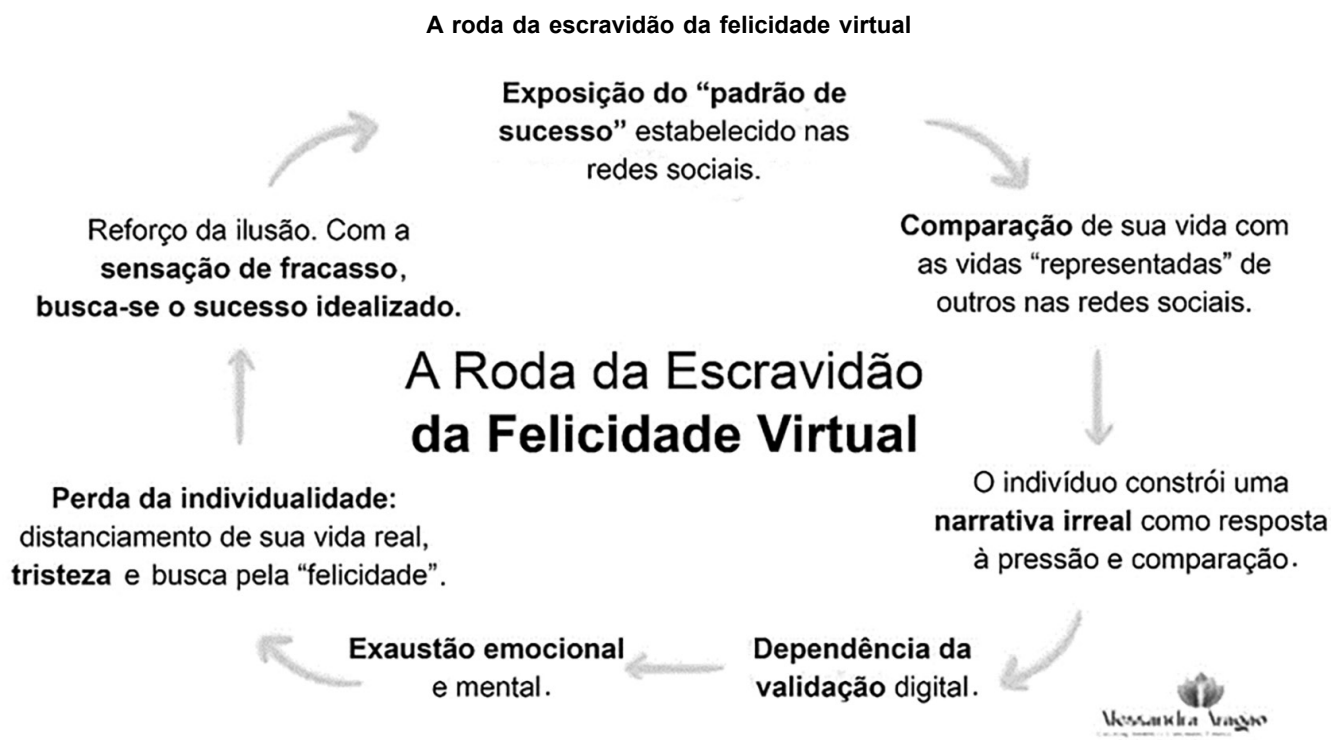 A roda da escravidão da felicidade virtual
Exposição do “padrão de
sucesso” estabelecido nas
redes sociais.
Comparação de sua vida com
as vidas “representadas” de
outros nas redes sociais.
O indivíduo constrói uma
narrativa irreal como resposta
à pressão e comparação.
Dependência da
validação digital.
Exaustão emocional
e mental.
Perda da individualidade:
distanciamento de sua vida real,
tristeza e busca pela “felicidade”.
Reforço da ilusão. Com a
sensação de fracasso,
busca-se o sucesso idealizado.
A Roda da Escravidão
da Felicidade Virtual
Alessandra Aragão